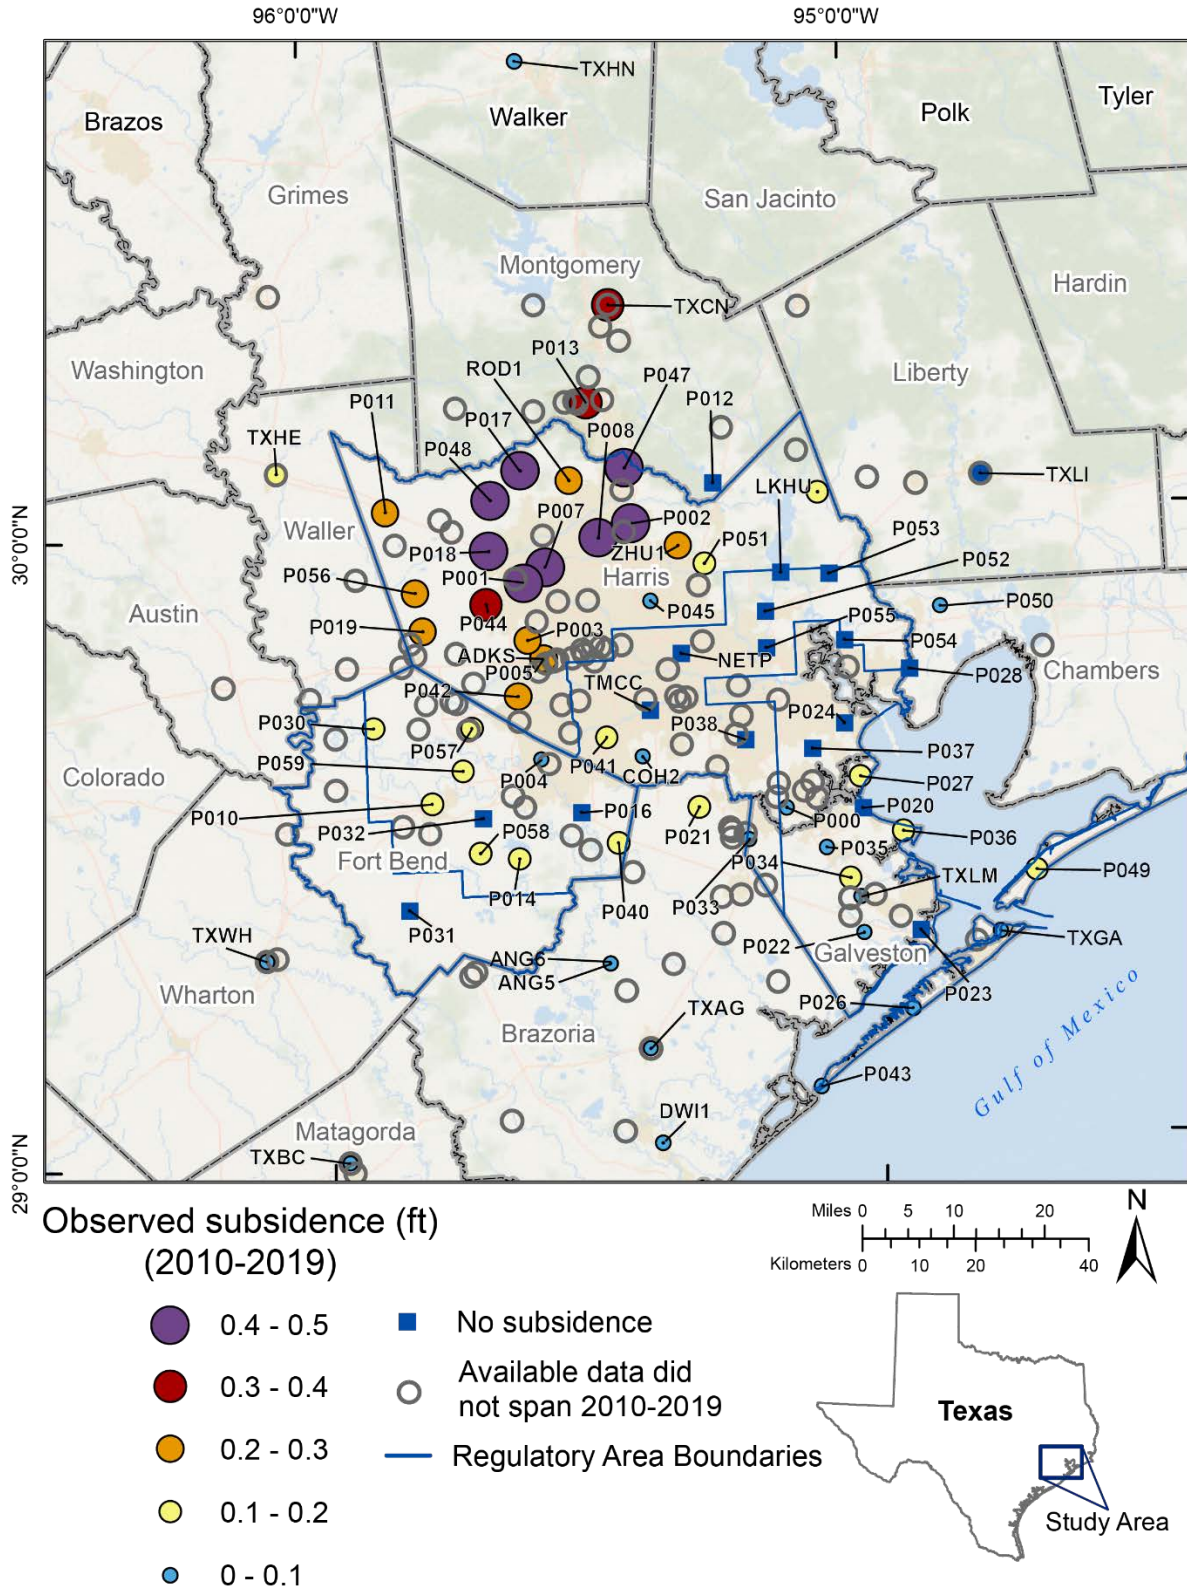 96°0'0"W
95°0'0"W
TXHN
Walker
Polk
Tyler
Brazos
Grimes
San Jacinto
Montgomery
Hardin
TXCN
Washington
P013
ROD1
P047
Liberty
P011
P017
P008
P012
TXHE
P048
LKHU
TXLI
Waller
P007
P002
P053
30°0'0"N
P018
ZHU1
P051
P052
P001
Harris
P056
P045
P055
P050
Austin
P044
P003
P054
P019
ADKS
P005
NETP
Chambers
TMCC
P028
P042
P038
P024
P030
P057
P037
P059
P004
P041
COH2
P027
Colorado
P010
P016
P020
P032
P021
P000
P036
P058
P035
Fort Bend
P034
P049
TXLM
P014
P040
P033
P031
TXWH
P022
TXGA
ANG6
Galveston
ANG5
P023
Wharton
P026
Brazoria
TXAG
Gulf of Mexico
P043
DWI1
Matagorda
TXBC
29°0'0"N
Observed subsidence (ft)
(2010-2019)
0.4 - 0.5
0.3 - 0.4
0.2 - 0.3
0.1 - 0.2
0 - 0.1
No subsidence
Available data did
not span 2010-2019
Regulatory Area Boundaries
Miles 0 5 10 20
Kilometers 0 10 20 40
N
Texas
Study Area